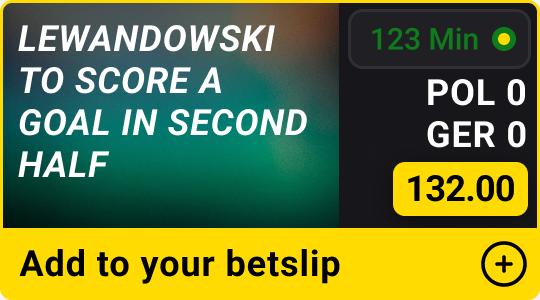 LEWANDOWSKI
TO SCORE A
GOAL IN SECOND
HALF
123 Min
POL 0
GER 0
132.00
Add to your betslip